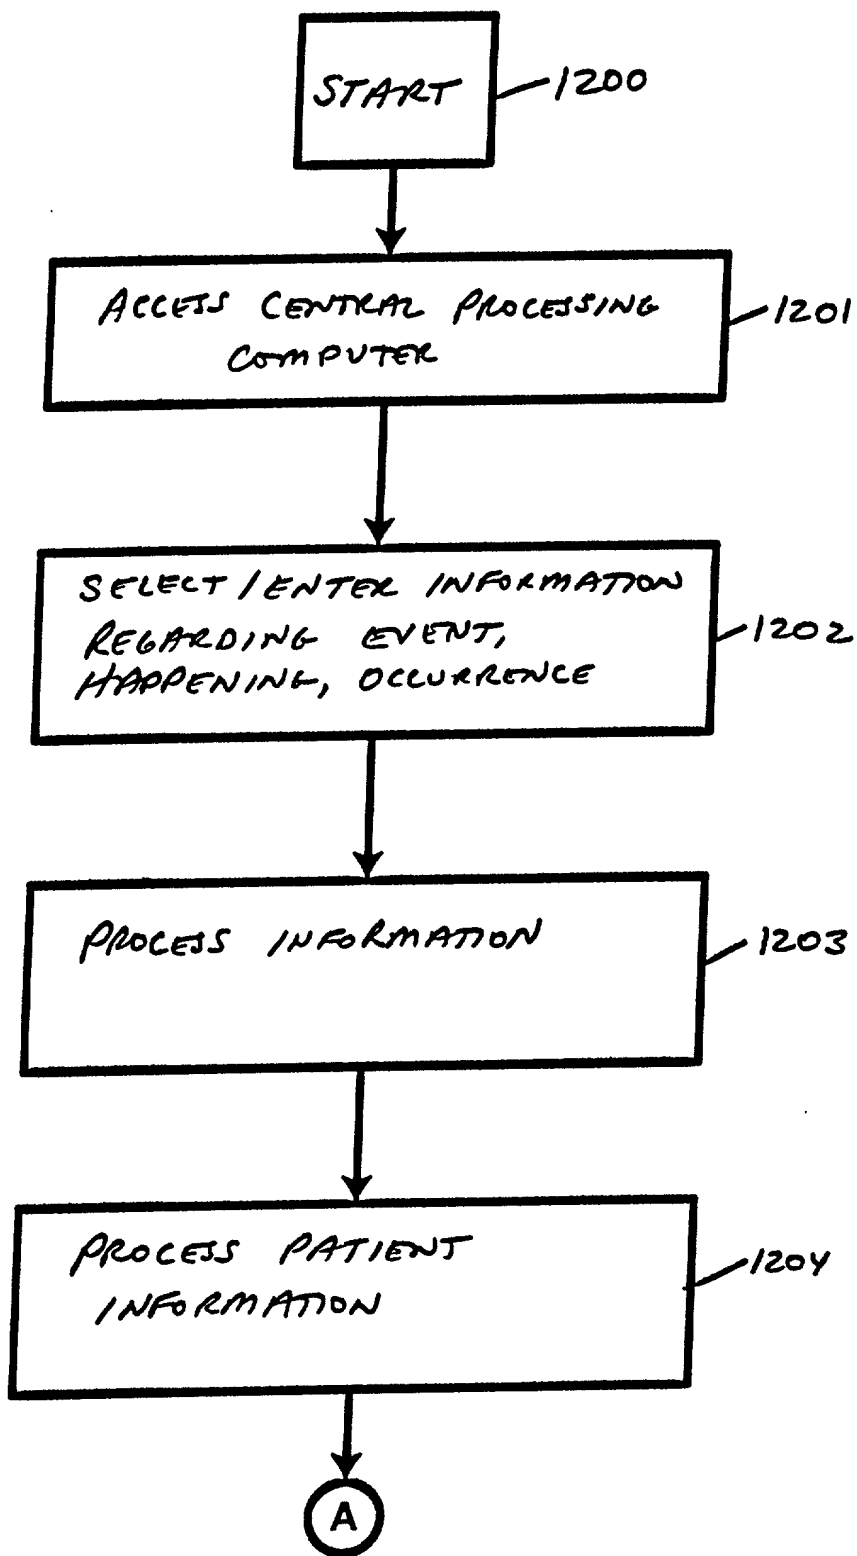 START
1200
ACCESS CENTRAL PROCESSING
COMPUTER
1201
SELECT / ENTER INFORMATION
REGARDING EVENT,
HAPPENING, OCCURRENCE
1202
PROCESS INFORMATION
1203
PROCESS PATIENT
INFORMATION
1204
A